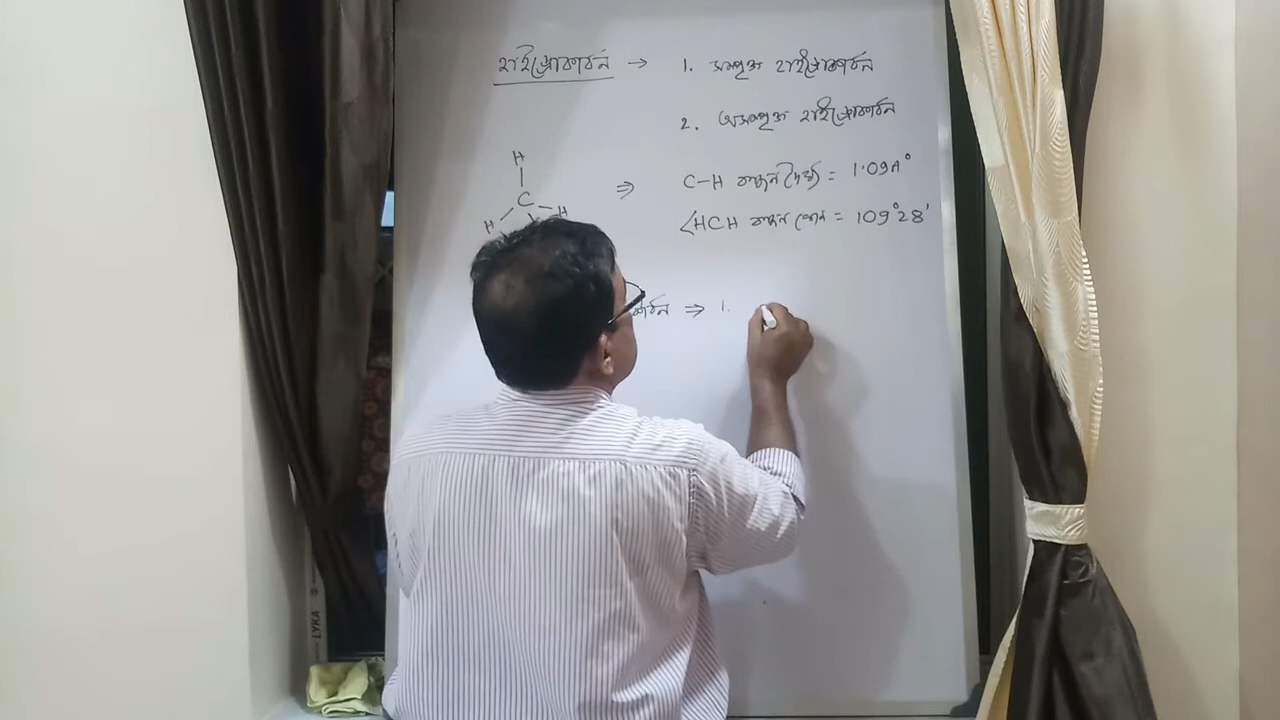 হাইড্রোকার্বন → 1. সম্পৃক্ত হাইড্রোকার্বন
2. অসম্পৃক্ত হাইড্রোকার্বন
H
C
H H
⇒ C-H বন্ধন দৈর্ঘ্য = 1.09A°
<HCH বন্ধন কোন = 109°28'
কার্বন ⇒ 1.
LYKA